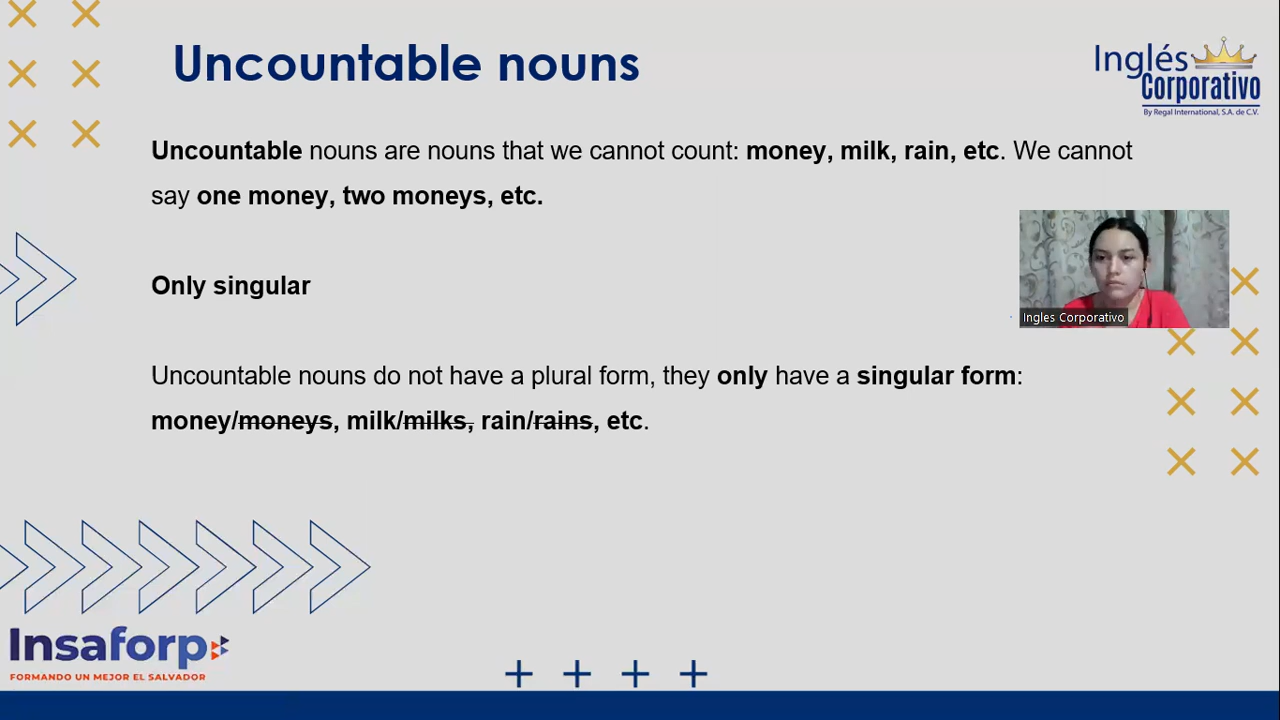 Uncountable nouns
Inglés
Corporativo
By Regal International, S.A. de C.V.
Uncountable nouns are nouns that we cannot count: money, milk, rain, etc. We cannot
say one money, two moneys, etc.
Only singular
Ingles Corporativo
Uncountable nouns do not have a plural form, they only have a singular form:
money/moneys, milk/milks, rain/rains, etc.
Insaforp
FORMANDO UN MEJOR EL SALVADOR